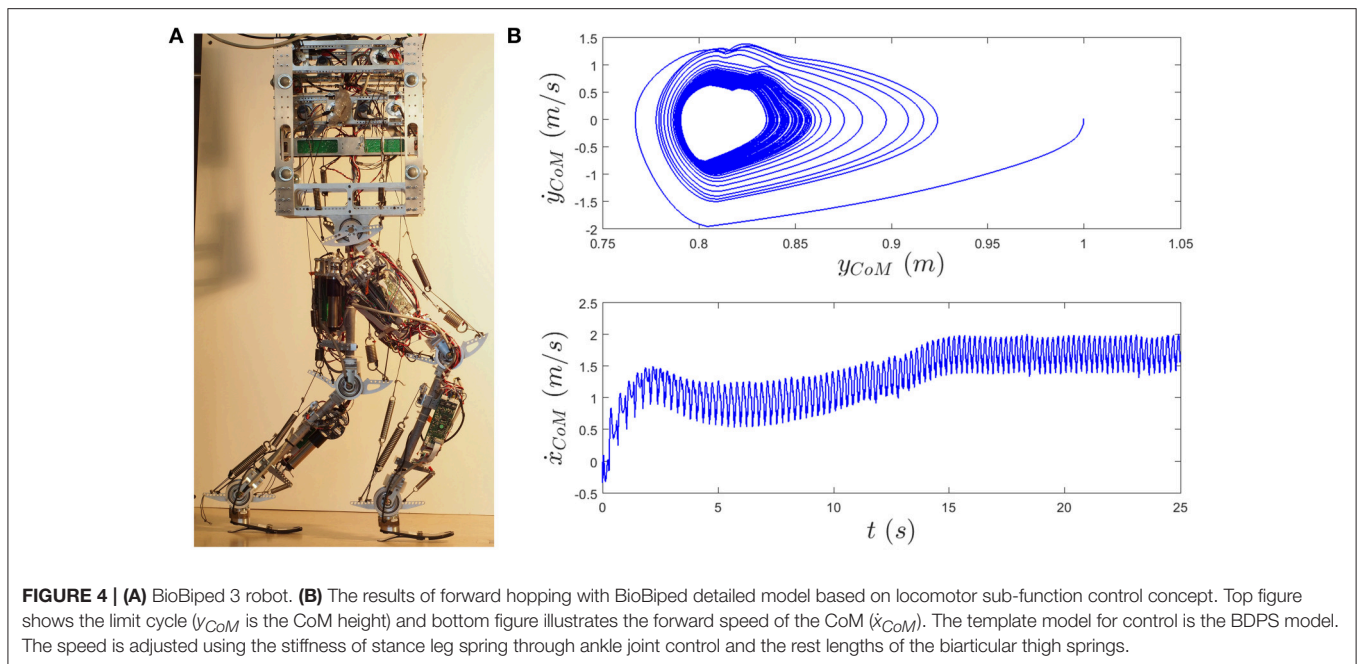 A
B
1.5
1
0.5
0
-0.5
-1
-1.5
-2
ẏCoM (m/s)
0.75 0.8 0.85 0.9 0.95 1 1.05
yCoM (m)
2.5
2
1.5
1
0.5
0
-0.5
ẋCoM (m/s)
0 5 10 15 20 25
t (s)
FIGURE 4 | (A) BioBiped 3 robot. (B) The results of forward hopping with BioBiped detailed model based on locomotor sub-function control concept. Top figure
shows the limit cycle (yCoM is the CoM height) and bottom figure illustrates the forward speed of the CoM (ẋCoM). The template model for control is the BDPS model.
The speed is adjusted using the stiffness of stance leg spring through ankle joint control and the rest lengths of the biarticular thigh springs.